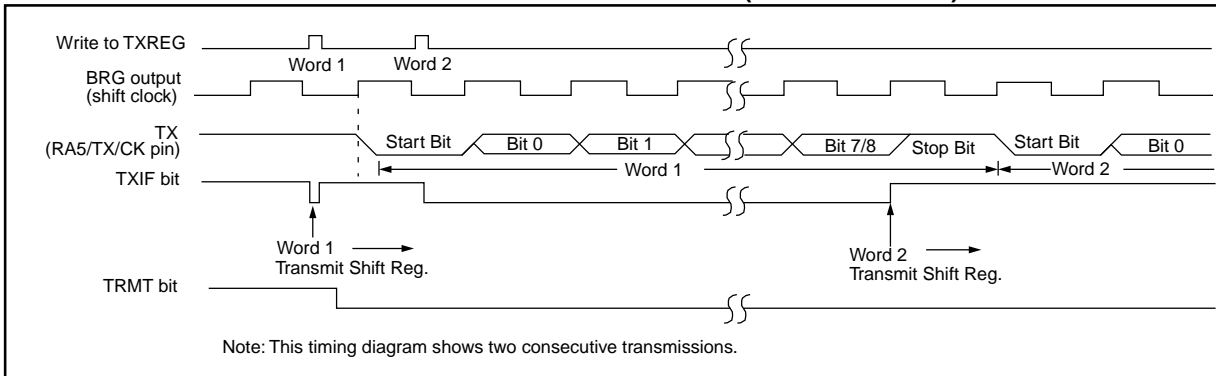 Write to TXREG
Word 1 Word 2
BRG output
(shift clock)
TX
(RA5/TX/CK pin)
Start Bit Bit 0 Bit 1 Bit 7/8 Stop Bit Start Bit Bit 0
Word 1 Word 2
TXIF bit
Word 1
Transmit Shift Reg.
Word 2
Transmit Shift Reg.
TRMT bit
Note: This timing diagram shows two consecutive transmissions.